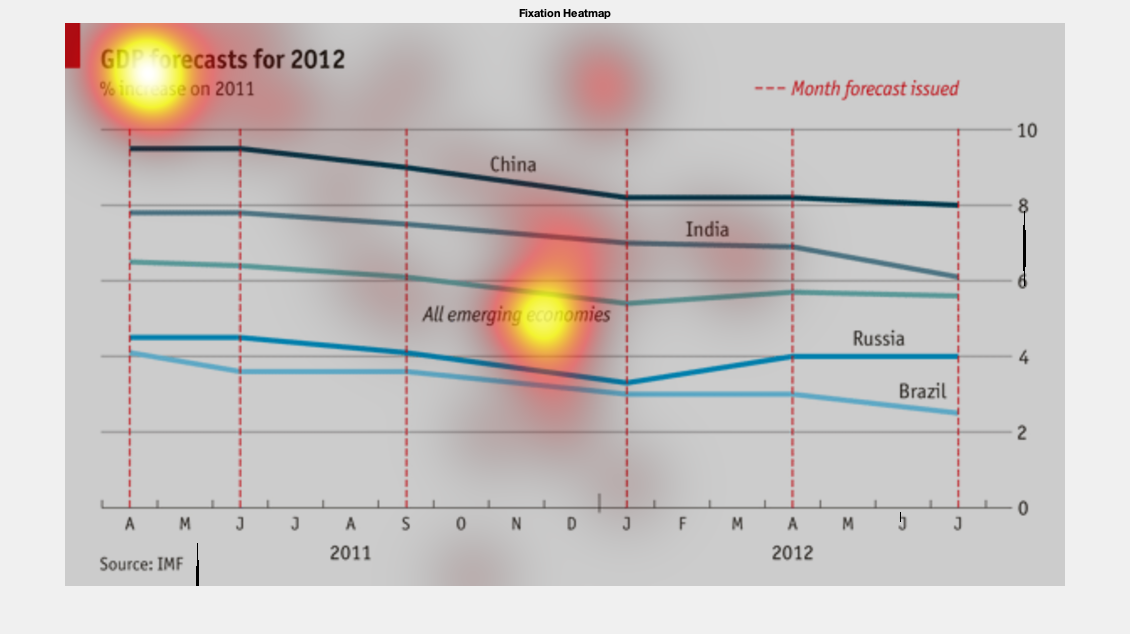 Fixation Heatmap
GDP forecasts for 2012
% increase on 2011
Month forecast issued
10
China
8
India
6
All emerging economies
Russia
4
Brazil
2
0
A M J J A S O N D J F M A M J J
2011 2012
Source: IMF